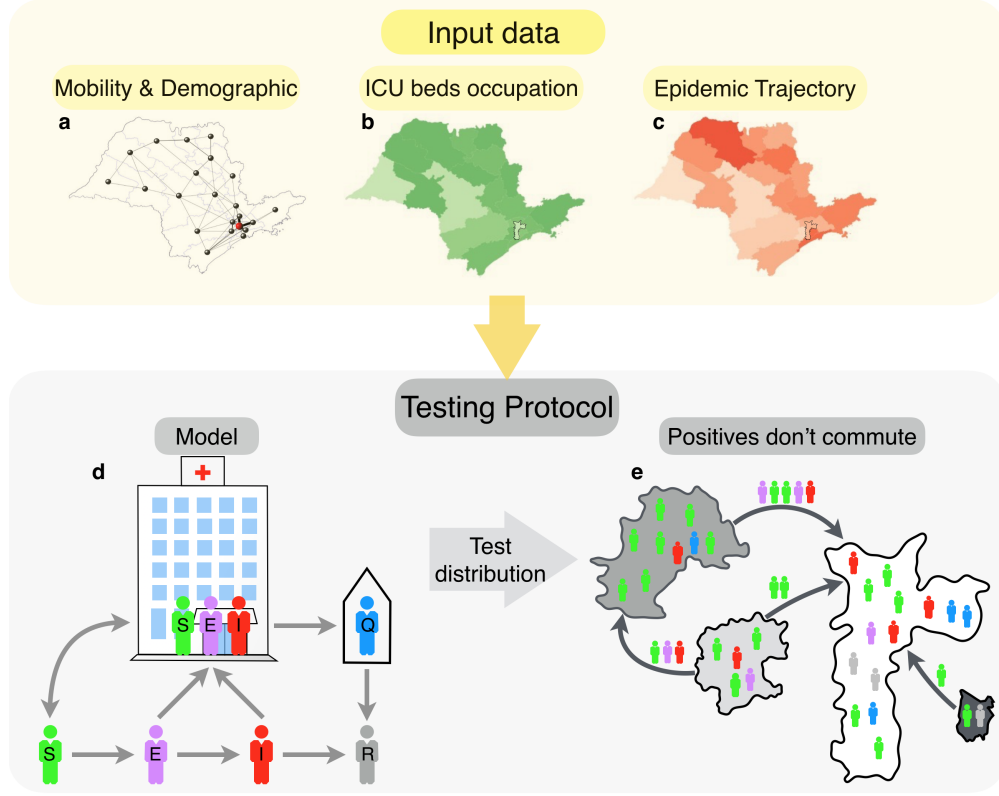 Input data
Mobility & Demographic
ICU beds occupation
Epidemic Trajectory
a
b
c
Testing Protocol
Model
Positives don't commute
d
e
Test
distribution
S
E
I
Q
S
E
I
R